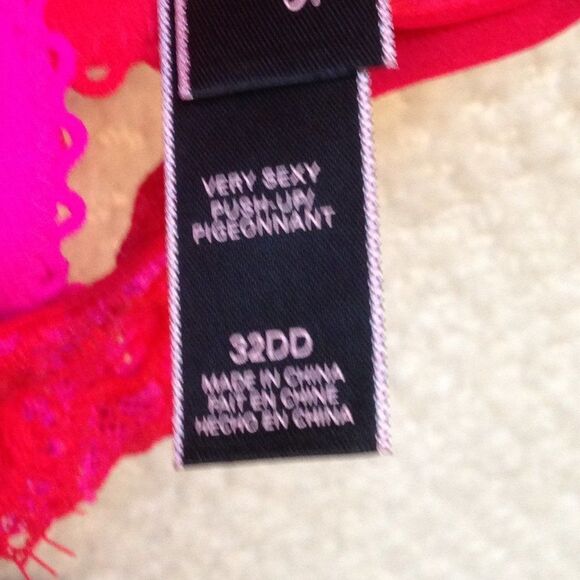 VERY SEXY
PUSH-UP/
PIGEONNANT
32DD
MADE IN CHINA
FAIT EN CHINE
HECHO EN CHINA